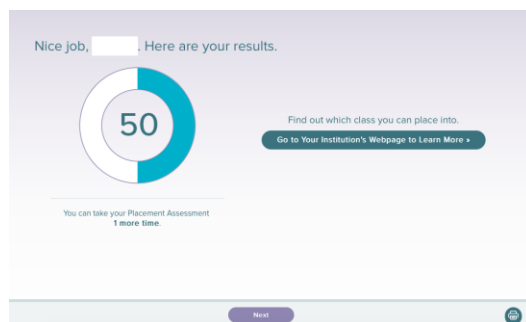 Nice job, . Here are your results.
50
Find out which class you can place into.
Go to Your Institution's Webpage to Learn More »
You can take your Placement Assessment
1 more time.
Next